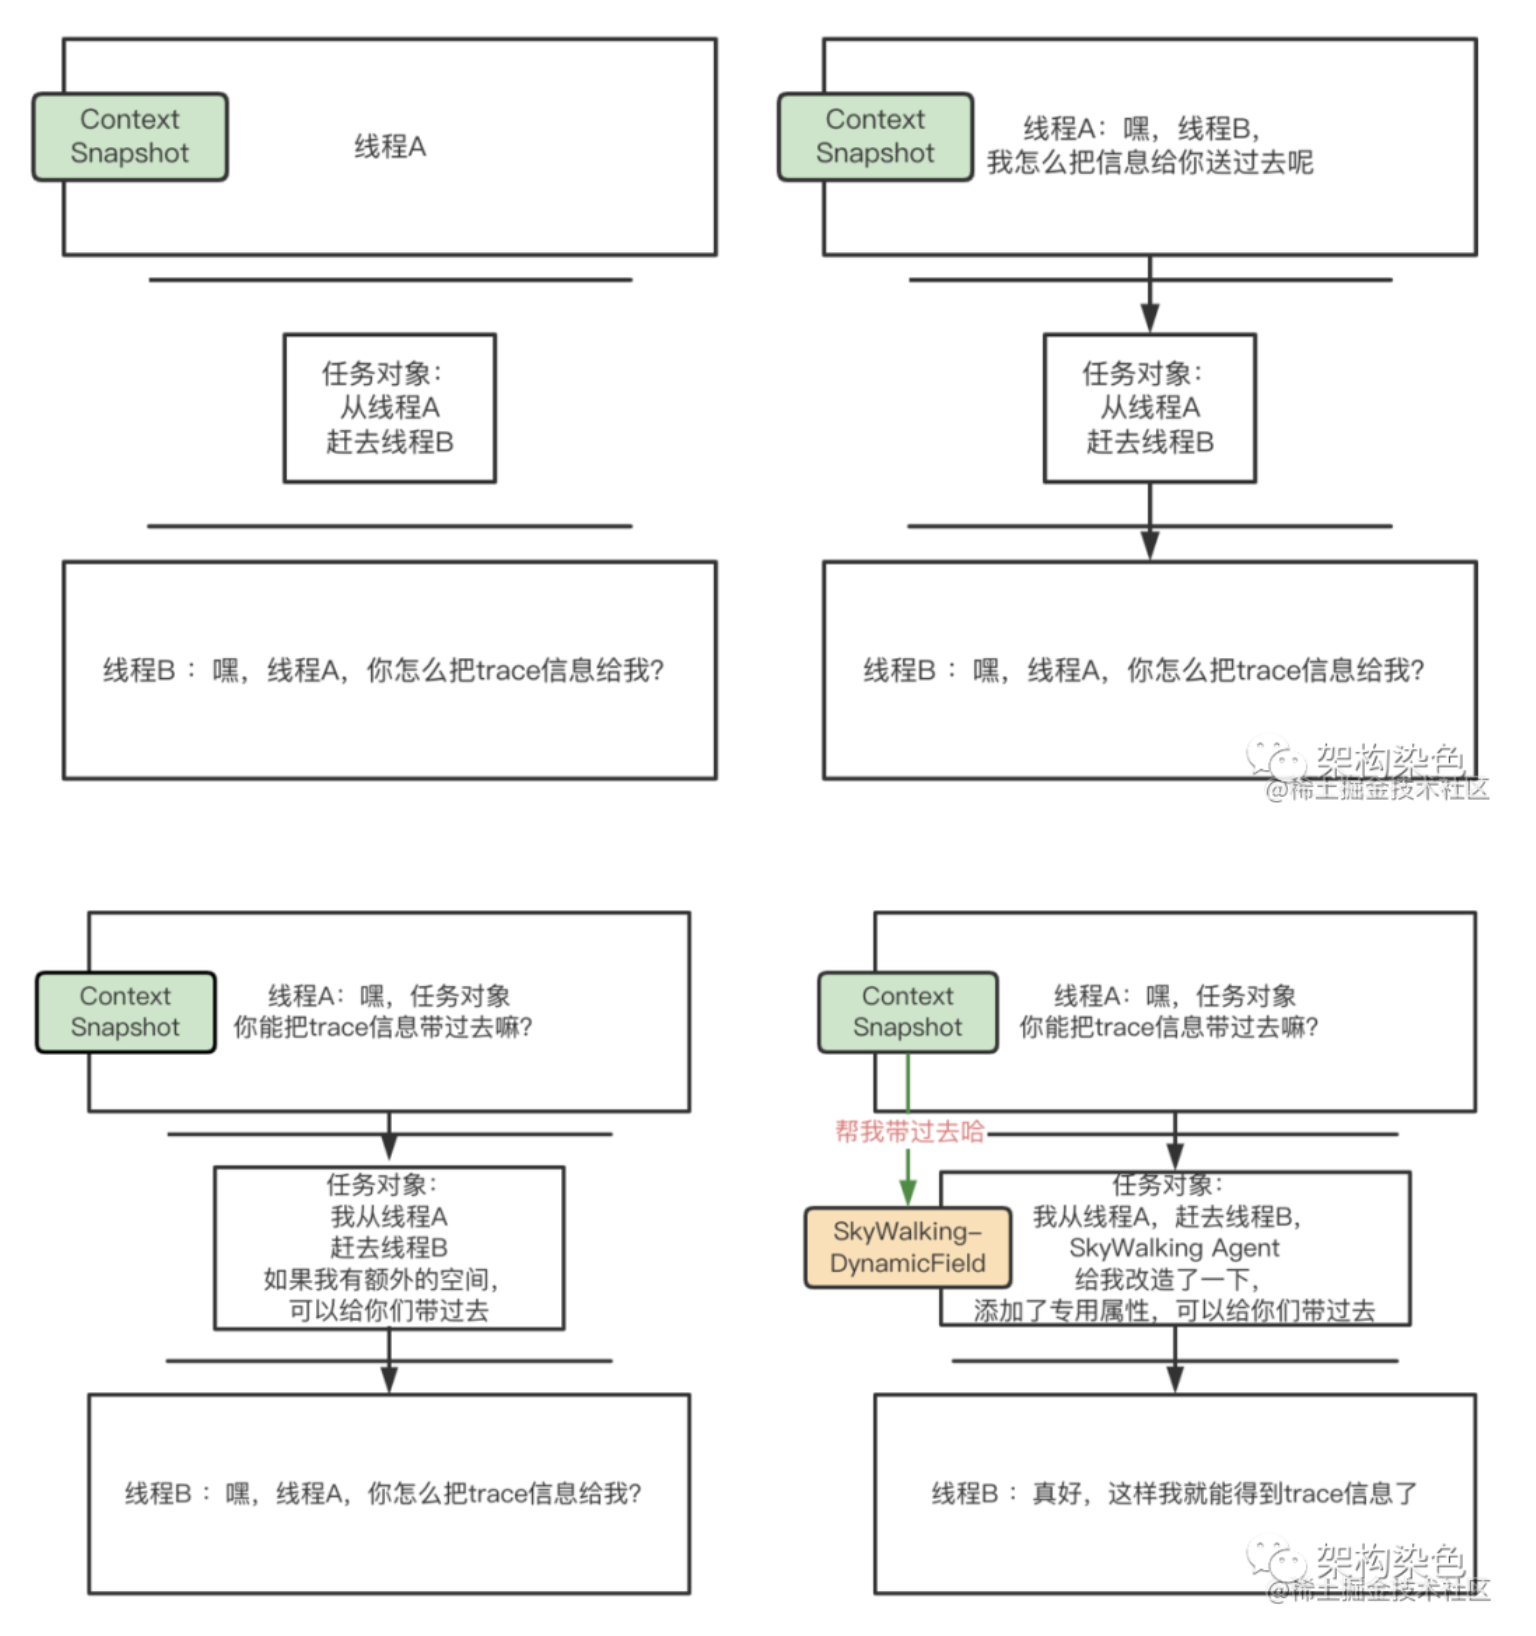 Context
Snapshot
线程A
任务对象：
从线程A
赶去线程B
线程B ：嘿，线程A，你怎么把trace信息给我？
Context
Snapshot
线程A：嘿，线程B，
我怎么把信息给你送过去呢
任务对象：
从线程A
赶去线程B
线程B ：嘿，线程A，你怎么把trace信息给我？
架构染色
@稀土掘金技术社区
Context
Snapshot
线程A：嘿，任务对象
你能把trace信息带过去嘛？
任务对象：
我从线程A
赶去线程B
如果我有额外的空间，
可以给你们带过去
线程B ：嘿，线程A，你怎么把trace信息给我？
Context
Snapshot
线程A：嘿，任务对象
你能把trace信息带过去嘛？
帮我带过去哈
SkyWalking-
DynamicField
任务对象：
我从线程A，赶去线程B，
SkyWalking Agent
给我改造了一下，
添加了专用属性，可以给你们带过去
线程B ：真好，这样我就能得到trace信息了
架构染色
@稀土掘金技术社区